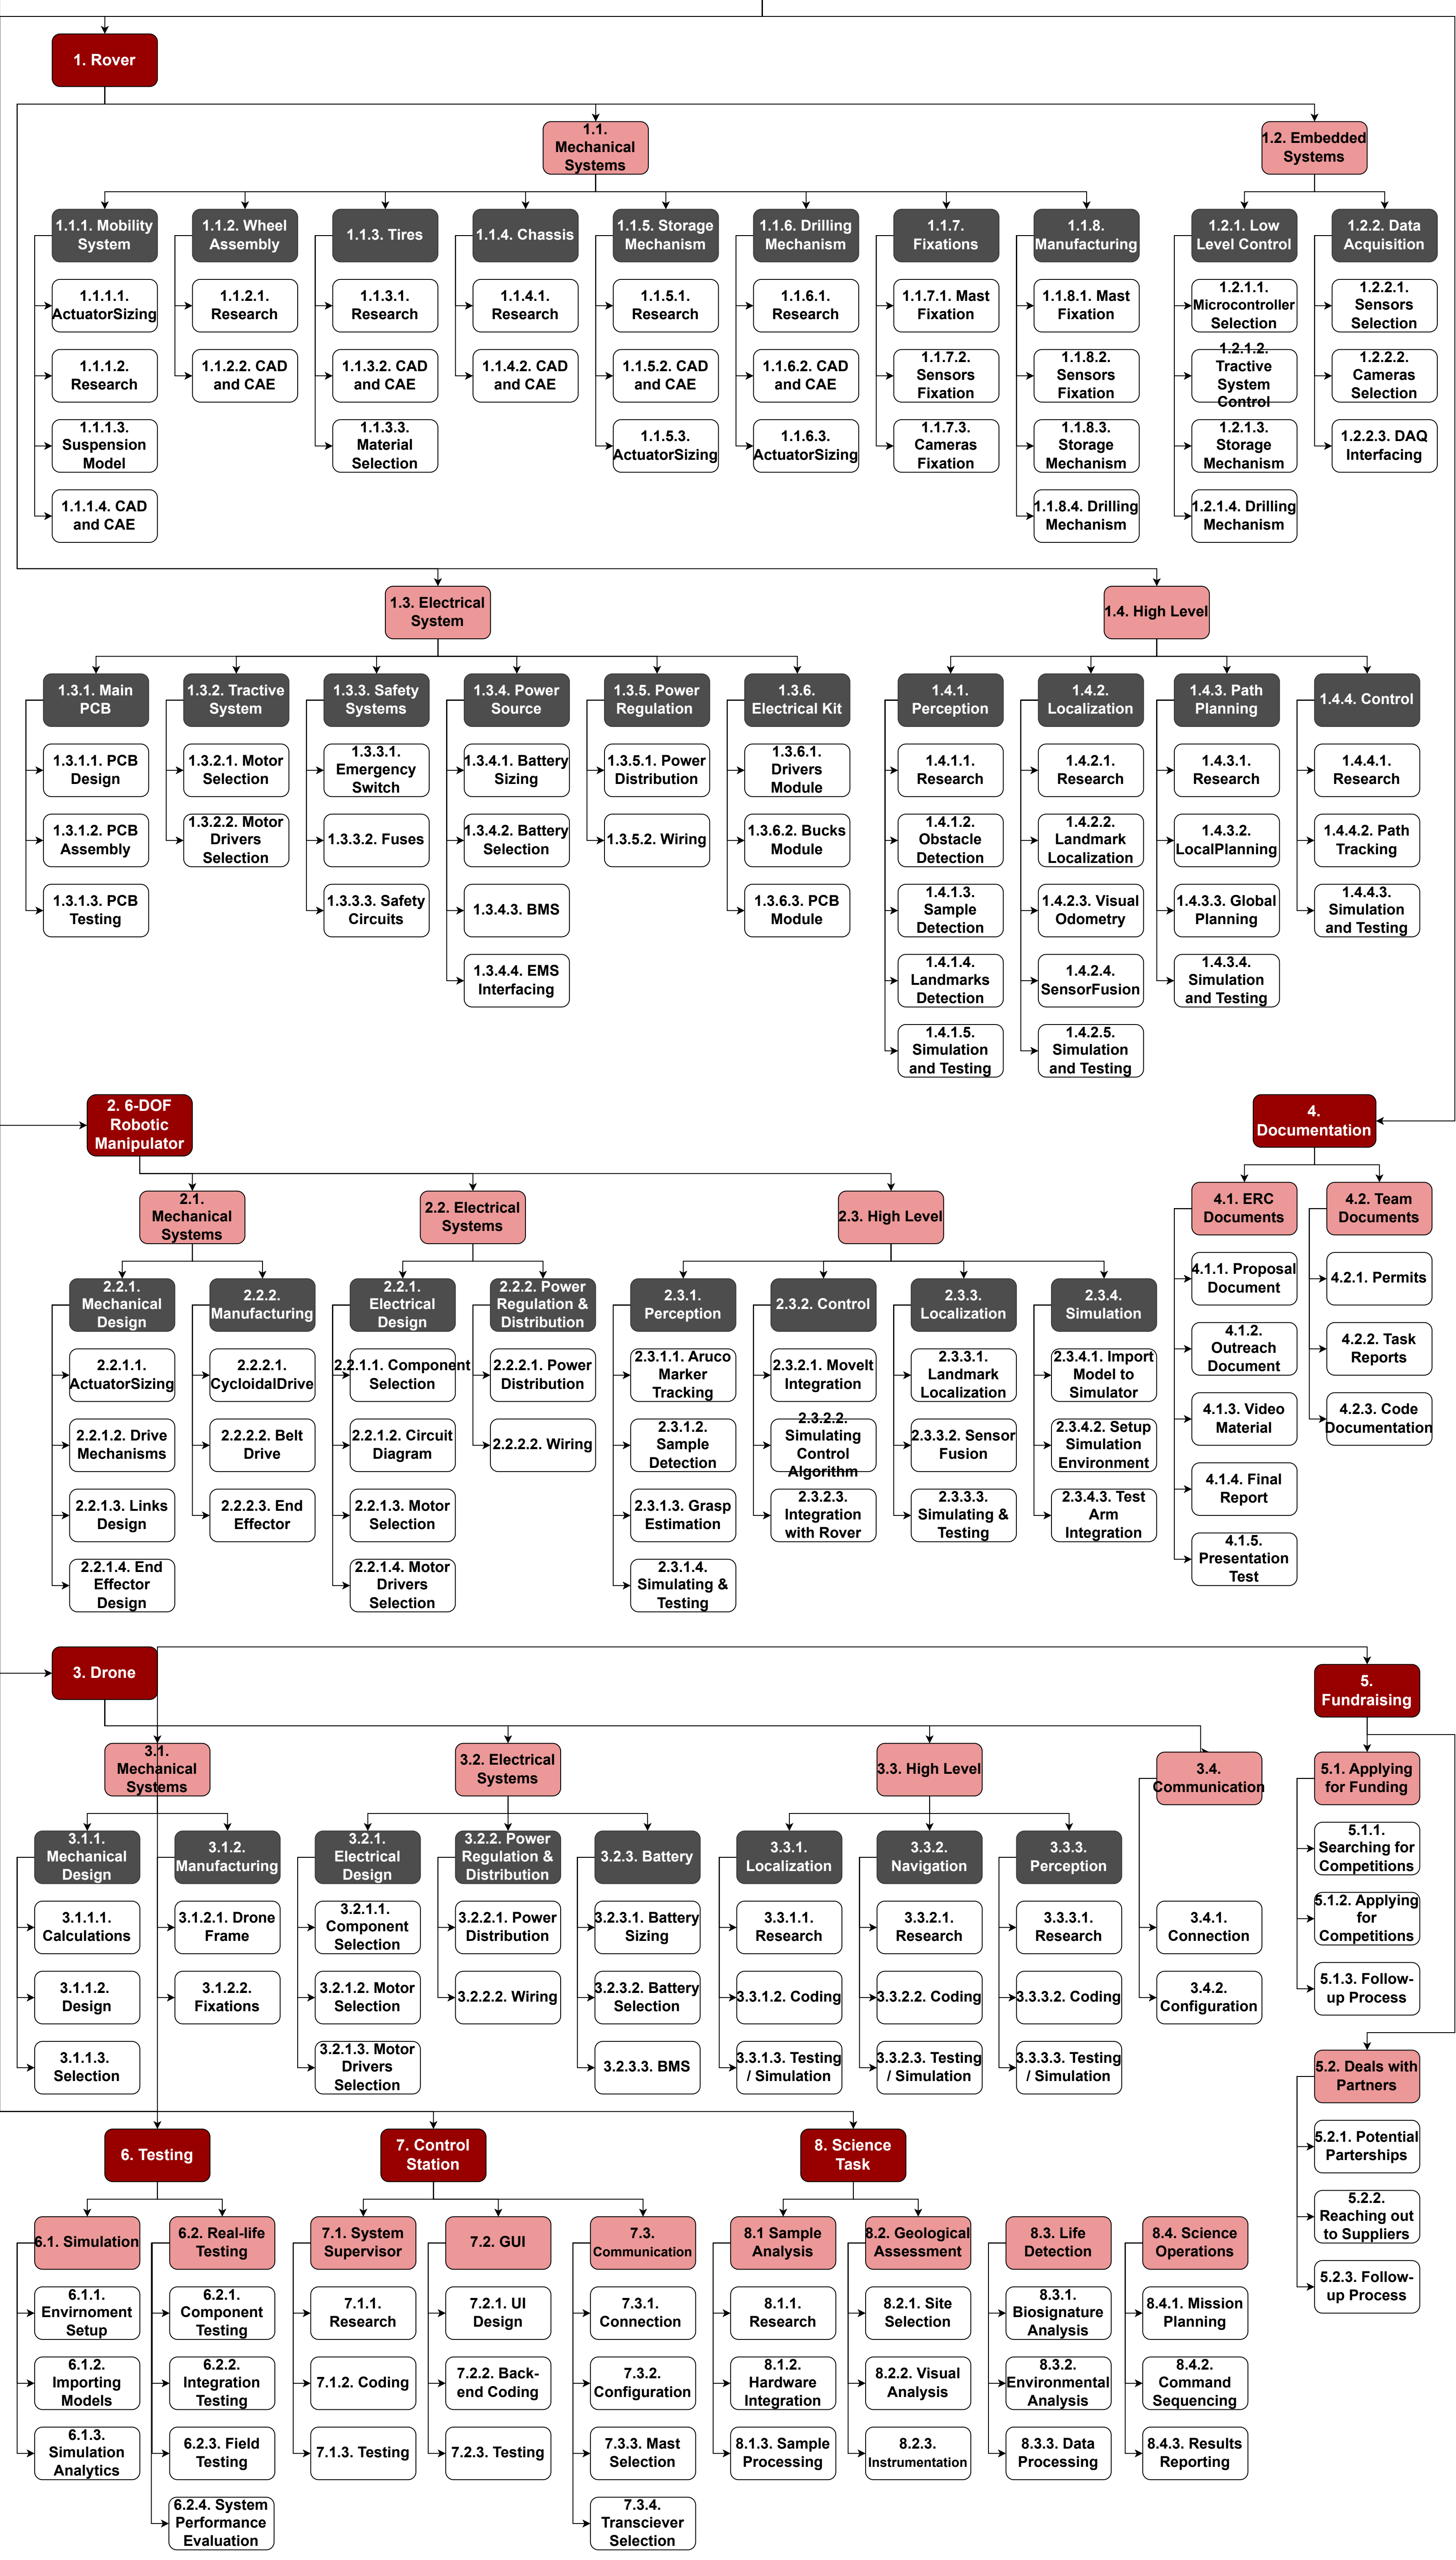 1. Rover
1.1.
Mechanical
Systems
1.2. Embedded
Systems
1.1.1. Mobility
System
1.1.2. Wheel
Assembly
1.1.3. Tires
1.1.4. Chassis
1.1.5. Storage
Mechanism
1.1.6. Drilling
Mechanism
1.1.7.
Fixations
1.1.8.
Manufacturing
1.2.1. Low
Level Control
1.2.2. Data
Acquisition
1.1.1.1.
ActuatorSizing
1.1.2.1.
Research
1.1.3.1.
Research
1.1.4.1.
Research
1.1.5.1.
Research
1.1.6.1.
Research
1.1.7.1. Mast
Fixation
1.1.8.1. Mast
Fixation
1.2.1.1.
Microcontroller
Selection
1.2.2.1.
Sensors
Selection
1.1.1.2.
Research
1.1.2.2. CAD
and CAE
1.1.3.2. CAD
and CAE
1.1.4.2. CAD
and CAE
1.1.5.2. CAD
and CAE
1.1.6.2. CAD
and CAE
1.1.7.2.
Sensors
Fixation
1.1.8.2.
Sensors
Fixation
1.2.1.2.
Tractive
System
Control
1.2.2.2.
Cameras
Selection
1.1.1.3.
Suspension
Model
1.1.3.3.
Material
Selection
1.1.5.3.
ActuatorSizing
1.1.6.3.
ActuatorSizing
1.1.7.3.
Cameras
Fixation
1.1.8.3.
Storage
Mechanism
1.2.1.3.
Storage
Mechanism
1.2.2.3. DAQ
Interfacing
1.1.1.4. CAD
and CAE
1.1.8.4. Drilling
Mechanism
1.2.1.4. Drilling
Mechanism
1.3. Electrical
System
1.4. High Level
1.3.1. Main
PCB
1.3.2. Tractive
System
1.3.3. Safety
Systems
1.3.4. Power
Source
1.3.5. Power
Regulation
1.3.6.
Electrical Kit
1.4.1.
Perception
1.4.2.
Localization
1.4.3. Path
Planning
1.4.4. Control
1.3.1.1. PCB
Design
1.3.2.1. Motor
Selection
1.3.3.1.
Emergency
Switch
1.3.4.1. Battery
Sizing
1.3.5.1. Power
Distribution
1.3.6.1.
Drivers
Module
1.4.1.1.
Research
1.4.2.1.
Research
1.4.3.1.
Research
1.4.4.1.
Research
1.3.1.2. PCB
Assembly
1.3.2.2. Motor
Drivers
Selection
1.3.3.2. Fuses
1.3.4.2. Battery
Selection
1.3.5.2. Wiring
1.3.6.2. Bucks
Module
1.4.1.2.
Obstacle
Detection
1.4.2.2.
Landmark
Localization
1.4.3.2.
LocalPlanning
1.4.4.2. Path
Tracking
1.3.1.3. PCB
Testing
1.3.3.3. Safety
Circuits
1.3.4.3. BMS
1.3.6.3. PCB
Module
1.4.1.3.
Sample
Detection
1.4.2.3. Visual
Odometry
1.4.3.3. Global
Planning
1.4.4.3.
Simulation
and Testing
1.3.4.4. EMS
Interfacing
1.4.1.4.
Landmarks
Detection
1.4.2.4.
SensorFusion
1.4.3.4.
Simulation
and Testing
1.4.1.5.
Simulation
and Testing
1.4.2.5.
Simulation
and Testing
2. 6-DOF
Robotic
Manipulator
4.
Documentation
2.1.
Mechanical
Systems
2.2. Electrical
Systems
2.3. High Level
4.1. ERC
Documents
4.2. Team
Documents
2.2.1.
Mechanical
Design
2.2.2.
Manufacturing
2.2.1.
Electrical
Design
2.2.2. Power
Regulation &
Distribution
2.3.1.
Perception
2.3.2. Control
2.3.3.
Localization
2.3.4.
Simulation
4.1.1. Proposal
Document
4.2.1. Permits
2.2.1.1.
ActuatorSizing
2.2.2.1.
CycloidalDrive
2.2.1.1. Component
Selection
2.2.2.1. Power
Distribution
2.3.1.1. Aruco
Marker
Tracking
2.3.2.1. MoveIt
Integration
2.3.3.1.
Landmark
Localization
2.3.4.1. Import
Model to
Simulator
4.1.2.
Outreach
Document
4.2.2. Task
Reports
2.2.1.2. Drive
Mechanisms
2.2.2.2. Belt
Drive
2.2.1.2. Circuit
Diagram
2.2.2.2. Wiring
2.3.1.2.
Sample
Detection
2.3.2.2.
Simulating
Control
Algorithm
2.3.3.2. Sensor
Fusion
2.3.4.2. Setup
Simulation
Environment
4.1.3. Video
Material
4.2.3. Code
Documentation
2.2.1.3. Links
Design
2.2.2.3. End
Effector
2.2.1.3. Motor
Selection
2.3.1.3. Grasp
Estimation
2.3.2.3.
Integration
with Rover
2.3.3.3.
Simulating &
Testing
2.3.4.3. Test
Arm
Integration
4.1.4. Final
Report
2.2.1.4. End
Effector
Design
2.2.1.4. Motor
Drivers
Selection
2.3.1.4.
Simulating &
Testing
4.1.5.
Presentation
Test
3. Drone
5.
Fundraising
3.1.
Mechanical
Systems
3.2. Electrical
Systems
3.3. High Level
3.4.
Communication
5.1. Applying
for Funding
3.1.1.
Mechanical
Design
3.1.2.
Manufacturing
3.2.1.
Electrical
Design
3.2.2. Power
Regulation &
Distribution
3.2.3. Battery
3.3.1.
Localization
3.3.2.
Navigation
3.3.3.
Perception
5.1.1.
Searching for
Competitions
3.1.1.1.
Calculations
3.1.2.1. Drone
Frame
3.2.1.1.
Component
Selection
3.2.2.1. Power
Distribution
3.2.3.1. Battery
Sizing
3.3.1.1.
Research
3.3.2.1.
Research
3.3.3.1.
Research
3.4.1.
Connection
5.1.2. Applying
for
Competitions
3.1.1.2.
Design
3.1.2.2.
Fixations
3.2.1.2. Motor
Selection
3.2.2.2. Wiring
3.2.3.2. Battery
Selection
3.3.1.2. Coding
3.3.2.2. Coding
3.3.3.2. Coding
3.4.2.
Configuration
5.1.3. Follow-
up Process
3.1.1.3.
Selection
3.2.1.3. Motor
Drivers
Selection
3.2.3.3. BMS
3.3.1.3. Testing
/ Simulation
3.3.2.3. Testing
/ Simulation
3.3.3.3. Testing
/ Simulation
5.2. Deals with
Partners
6. Testing
7. Control
Station
8. Science
Task
5.2.1. Potential
Parterships
5.2.2.
Reaching out
to Suppliers
5.2.3. Follow-
up Process
6.1. Simulation
6.2. Real-life
Testing
7.1. System
Supervisor
7.2. GUI
7.3.
Communication
8.1 Sample
Analysis
8.2. Geological
Assessment
8.3. Life
Detection
8.4. Science
Operations
6.1.1.
Envirnoment
Setup
6.2.1.
Component
Testing
7.1.1.
Research
7.2.1. UI
Design
7.3.1.
Connection
8.1.1.
Research
8.2.1. Site
Selection
8.3.1.
Biosignature
Analysis
8.4.1. Mission
Planning
6.1.2.
Importing
Models
6.2.2.
Integration
Testing
7.1.2. Coding
7.2.2. Back-
end Coding
7.3.2.
Configuration
8.1.2.
Hardware
Integration
8.2.2. Visual
Analysis
8.3.2.
Environmental
Analysis
8.4.2.
Command
Sequencing
6.1.3.
Simulation
Analytics
6.2.3. Field
Testing
7.1.3. Testing
7.2.3. Testing
7.3.3. Mast
Selection
8.1.3. Sample
Processing
8.2.3.
Instrumentation
8.3.3. Data
Processing
8.4.3. Results
Reporting
6.2.4. System
Performance
Evaluation
7.3.4.
Transciever
Selection